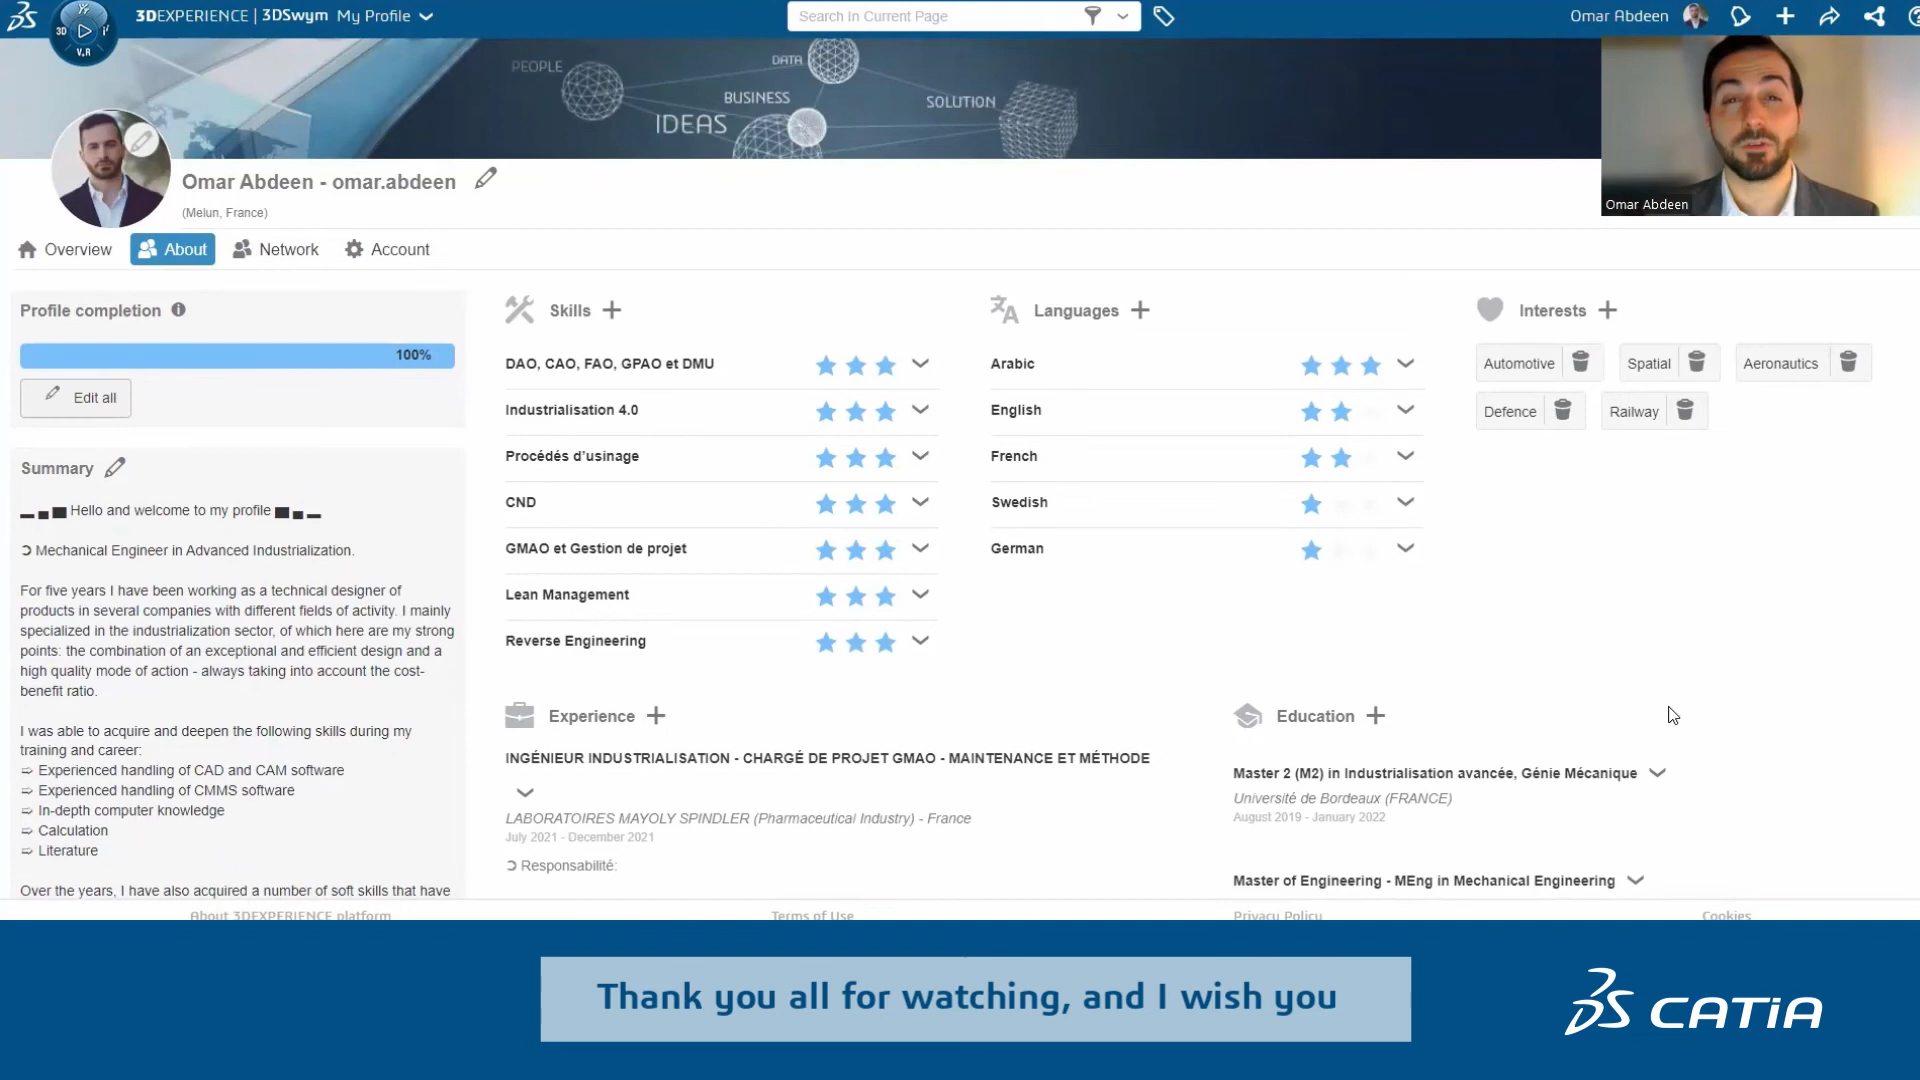 3DEXPERIENCE | 3DSwym My Profile
Search In Current Page
Omar Abdeen
3D
V.R
PEOPLE
DATA
BUSINESS
IDEAS
SOLUTION
Omar Abdeen
Omar Abdeen - omar.abdeen
(Melun, France)
Overview
About
Network
Account
Profile completion
100%
Edit all
Summary
Hello and welcome to my profile
Mechanical Engineer in Advanced Industrialization.
For five years I have been working as a technical designer of
products in several companies with different fields of activity. I mainly
specialized in the industrialization sector, of which here are my strong
points: the combination of an exceptional and efficient design and a
high quality mode of action - always taking into account the cost-
benefit ratio.
I was able to acquire and deepen the following skills during my
training and career:
⇨ Experienced handling of CAD and CAM software
⇨ Experienced handling of CMMS software
⇨ In-depth computer knowledge
⇨ Calculation
⇨ Literature
Over the years, I have also acquired a number of soft skills that have
Skills
DAO, CAO, FAO, GPAO et DMU
Industrialisation 4.0
Procédés d’usinage
CND
GMAO et Gestion de projet
Lean Management
Reverse Engineering
Languages
Arabic
English
French
Swedish
German
Interests
Automotive
Spatial
Aeronautics
Defence
Railway
Experience
INGÉNIEUR INDUSTRIALISATION - CHARGÉ DE PROJET GMAO - MAINTENANCE ET MÉTHODE
LABORATOIRES MAYOLY SPINDLER (Pharmaceutical Industry) - France
July 2021 - December 2021
Responsabilité:
Education
Master 2 (M2) in Industrialisation avancée, Génie Mécanique
Université de Bordeaux (FRANCE)
August 2019 - January 2022
Master of Engineering - MEng in Mechanical Engineering
About 3DEXPERIENCE platform
Terms of Use
Privacy Policy
Cookies
Thank you all for watching, and I wish you
CATIA